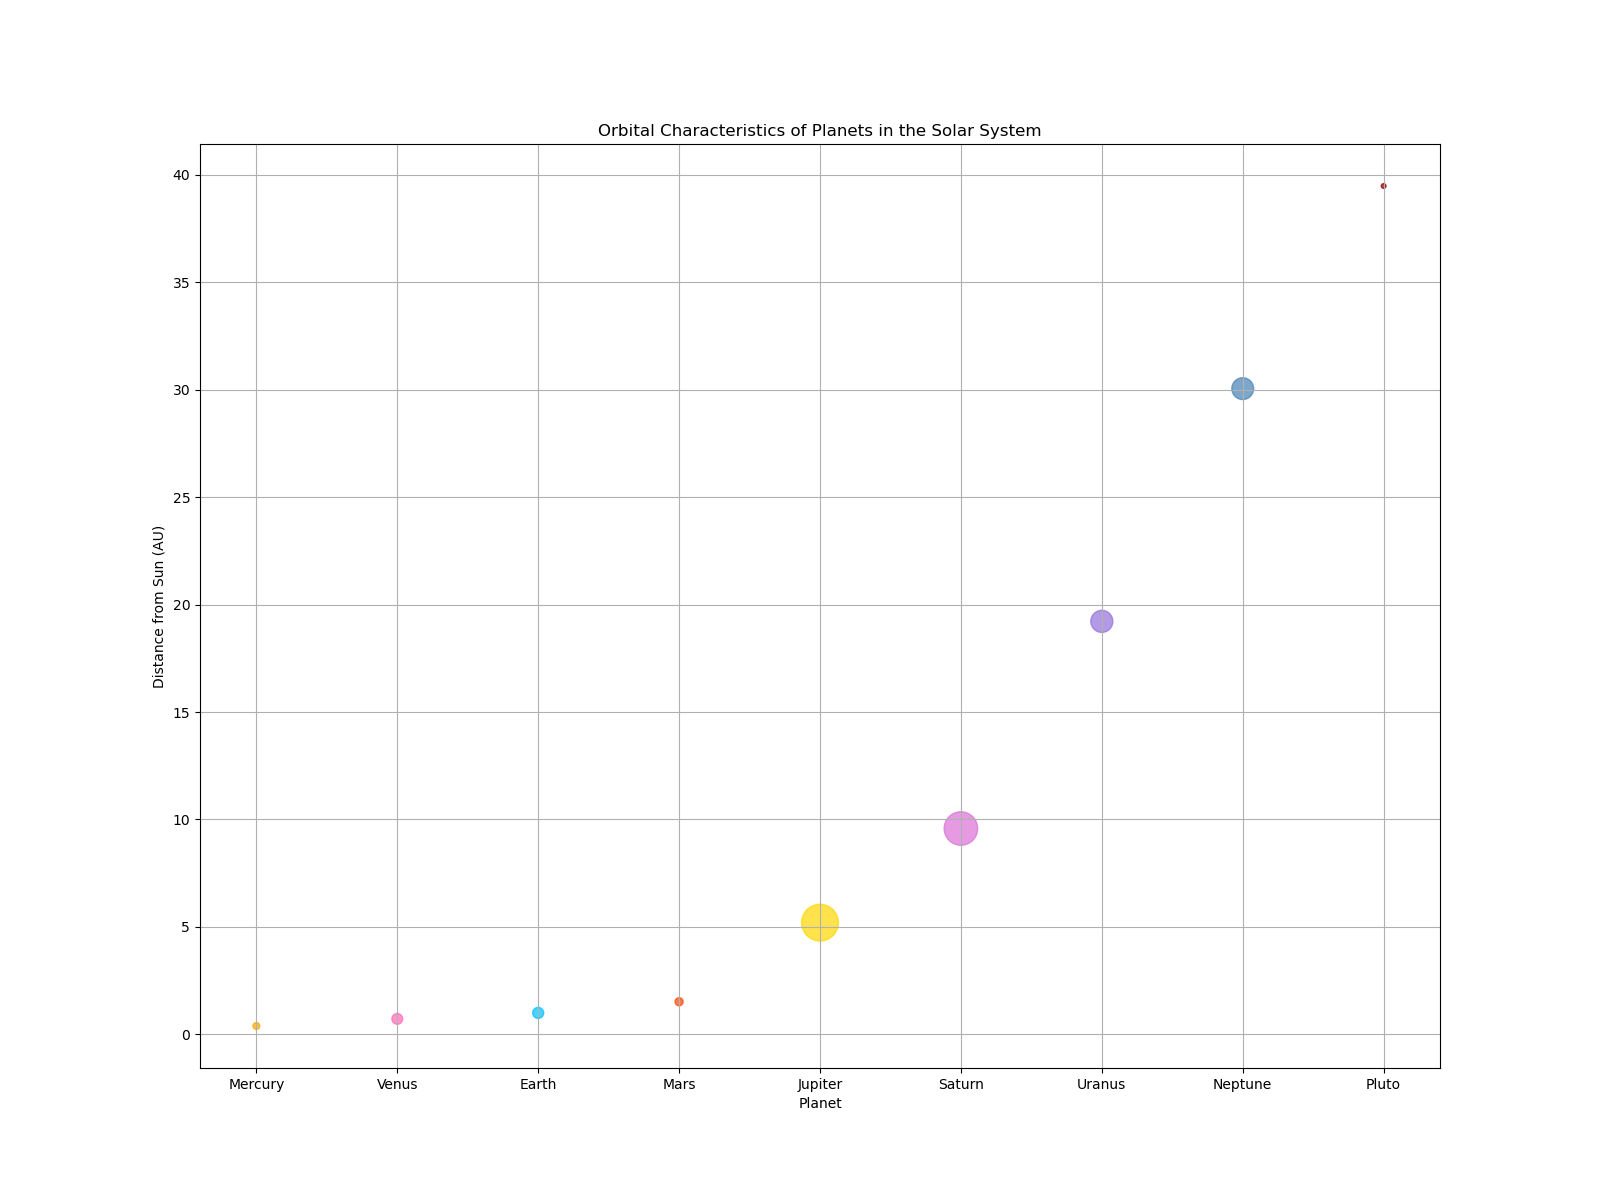 Orbital Characteristics of Planets in the Solar System
40
35
30
25
20
15
10
5
0
Distance from Sun (AU)
Mercury Venus Earth Mars Jupiter Saturn Uranus Neptune Pluto
Planet